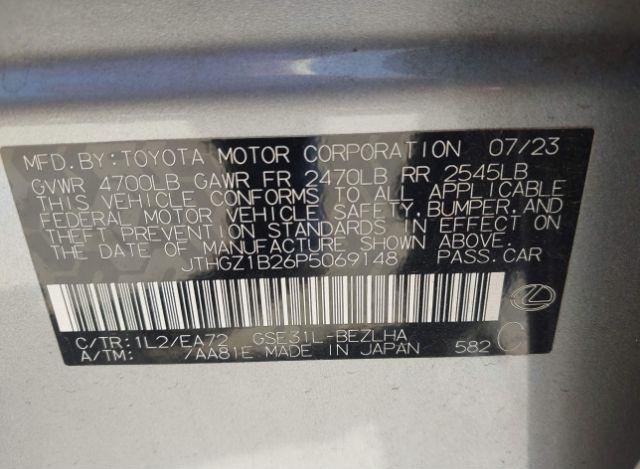 MFD.BY:TOYOTA MOTOR CORPORATION 07/23
GVWR 4700LB GAWR FR 2470LB RR 2545LB
THIS VEHICLE CONFORMS TO ALL APPLICABLE
FEDERAL MOTOR VEHICLE SAFETY, BUMPER, AND
THEFT PREVENTION STANDARDS IN EFFECT ON
THE DATE OF MANUFACTURE SHOWN ABOVE.
JTHGZ1B26P5069148 PASS.CAR
C/TR:1L2/EA72 GSE31L-BEZLHA
A/TM: /AA81E MADE IN JAPAN 582 C